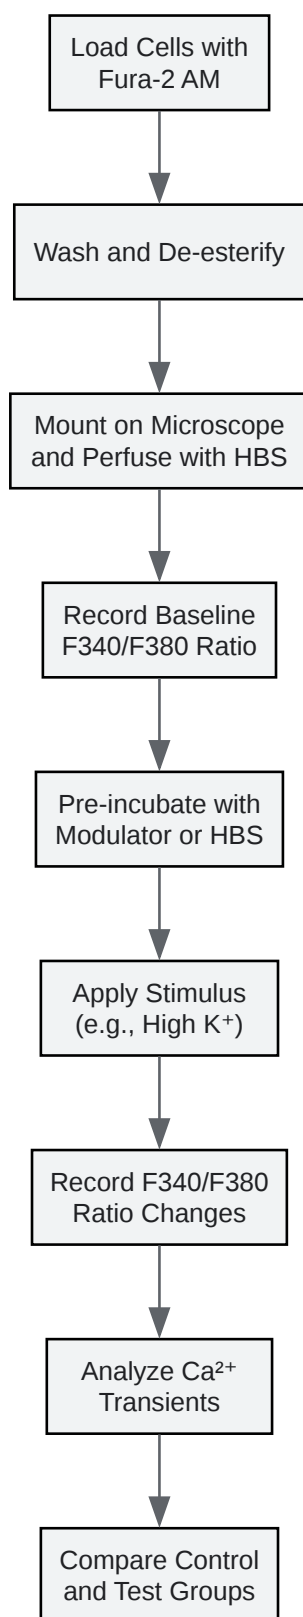 Load Cells with
Fura-2 AM
Wash and De-esterify
Mount on Microscope
and Perfuse with HBS
Record Baseline
F340/F380 Ratio
Pre-incubate with
Modulator or HBS
Apply Stimulus
(e.g., High K⁺)
Record F340/F380
Ratio Changes
Analyze Ca²⁺
Transients
Compare Control
and Test Groups